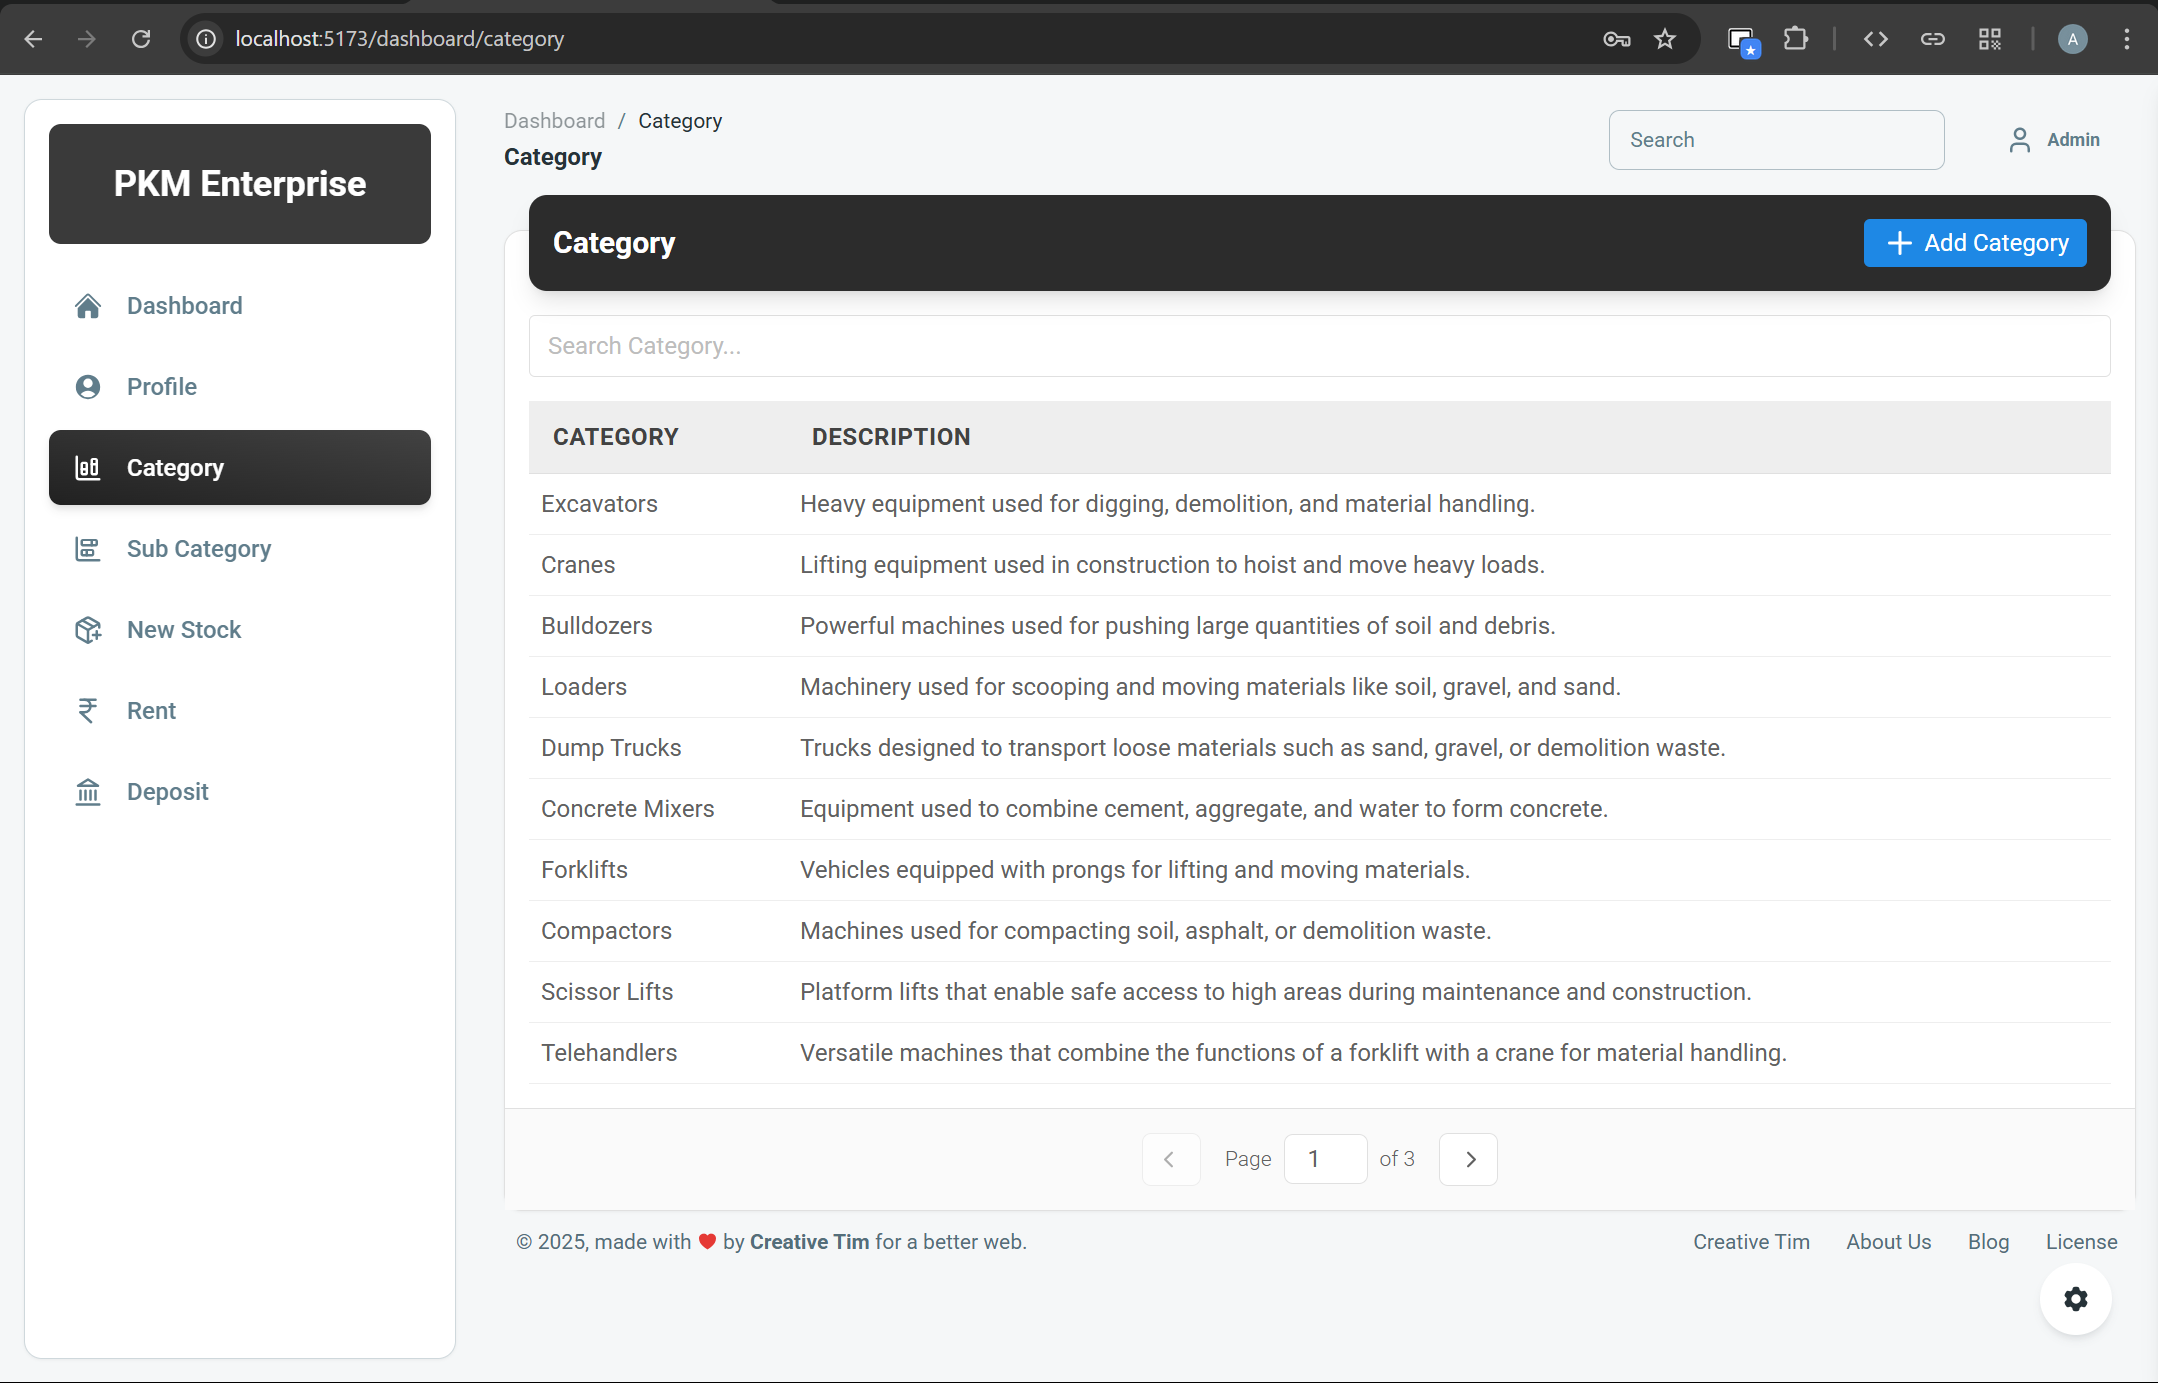 localhost:5173/dashboard/category
A
PKM Enterprise
Dashboard
Profile
Category
Sub Category
New Stock
Rent
Deposit
Dashboard / Category
Category
Search
Admin
Category
Add Category
Search Category...
CATEGORY DESCRIPTION
Excavators Heavy equipment used for digging, demolition, and material handling.
Cranes Lifting equipment used in construction to hoist and move heavy loads.
Bulldozers Powerful machines used for pushing large quantities of soil and debris.
Loaders Machinery used for scooping and moving materials like soil, gravel, and sand.
Dump Trucks Trucks designed to transport loose materials such as sand, gravel, or demolition waste.
Concrete Mixers Equipment used to combine cement, aggregate, and water to form concrete.
Forklifts Vehicles equipped with prongs for lifting and moving materials.
Compactors Machines used for compacting soil, asphalt, or demolition waste.
Scissor Lifts Platform lifts that enable safe access to high areas during maintenance and construction.
Telehandlers Versatile machines that combine the functions of a forklift with a crane for material handling.
Page 1 of 3
© 2025, made with ❤ by Creative Tim for a better web.
Creative Tim About Us Blog License